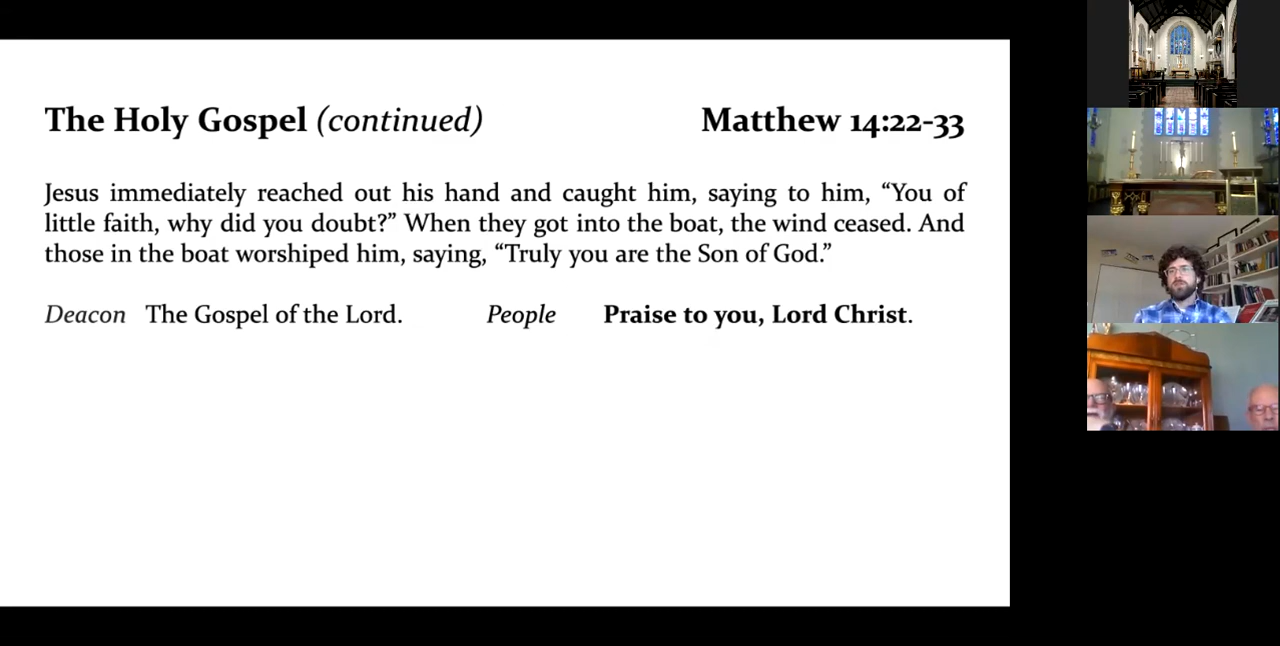 The Holy Gospel (continued) Matthew 14:22-33
Jesus immediately reached out his hand and caught him, saying to him, “You of
little faith, why did you doubt?” When they got into the boat, the wind ceased. And
those in the boat worshiped him, saying, “Truly you are the Son of God.”
Deacon The Gospel of the Lord. People Praise to you, Lord Christ.